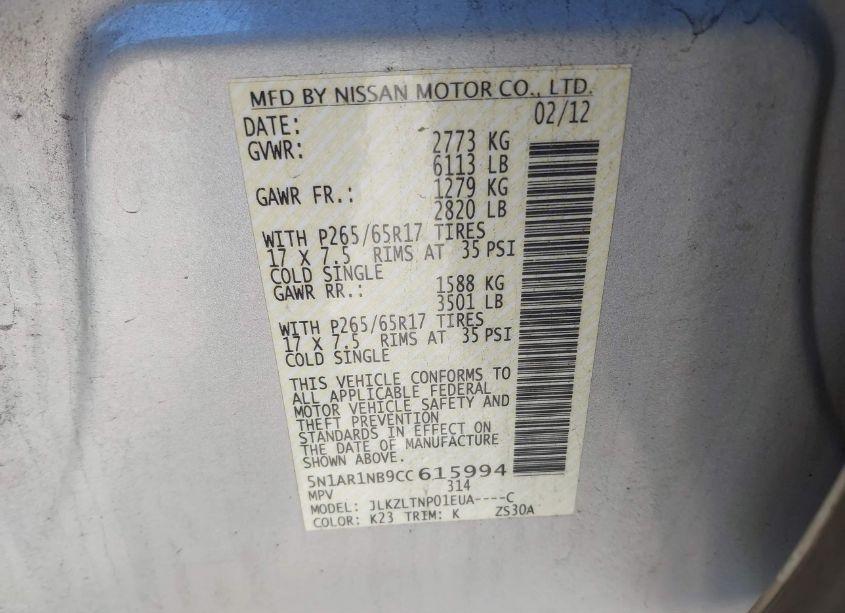 MFD BY NISSAN MOTOR CO., LTD.
DATE: 02/12
GVWR: 2773 KG
6113 LB
GAWR FR.: 1279 KG
2820 LB
WITH P265/65R17 TIRES
17 X 7.5 RIMS AT 35 PSI
COLD SINGLE
GAWR RR.: 1588 KG
3501 LB
WITH P265/65R17 TIRES
17 X 7.5 RIMS AT 35 PSI
COLD SINGLE
THIS VEHICLE CONFORMS TO
ALL APPLICABLE FEDERAL
MOTOR VEHICLE SAFETY AND
THEFT PREVENTION
STANDARDS IN EFFECT ON
THE DATE OF MANUFACTURE
SHOWN ABOVE.
5N1AR1NB9CC 615994
MPV 314
MODEL: JLKZLTNP01EUA----C
COLOR: K23 TRIM: K ZS30A